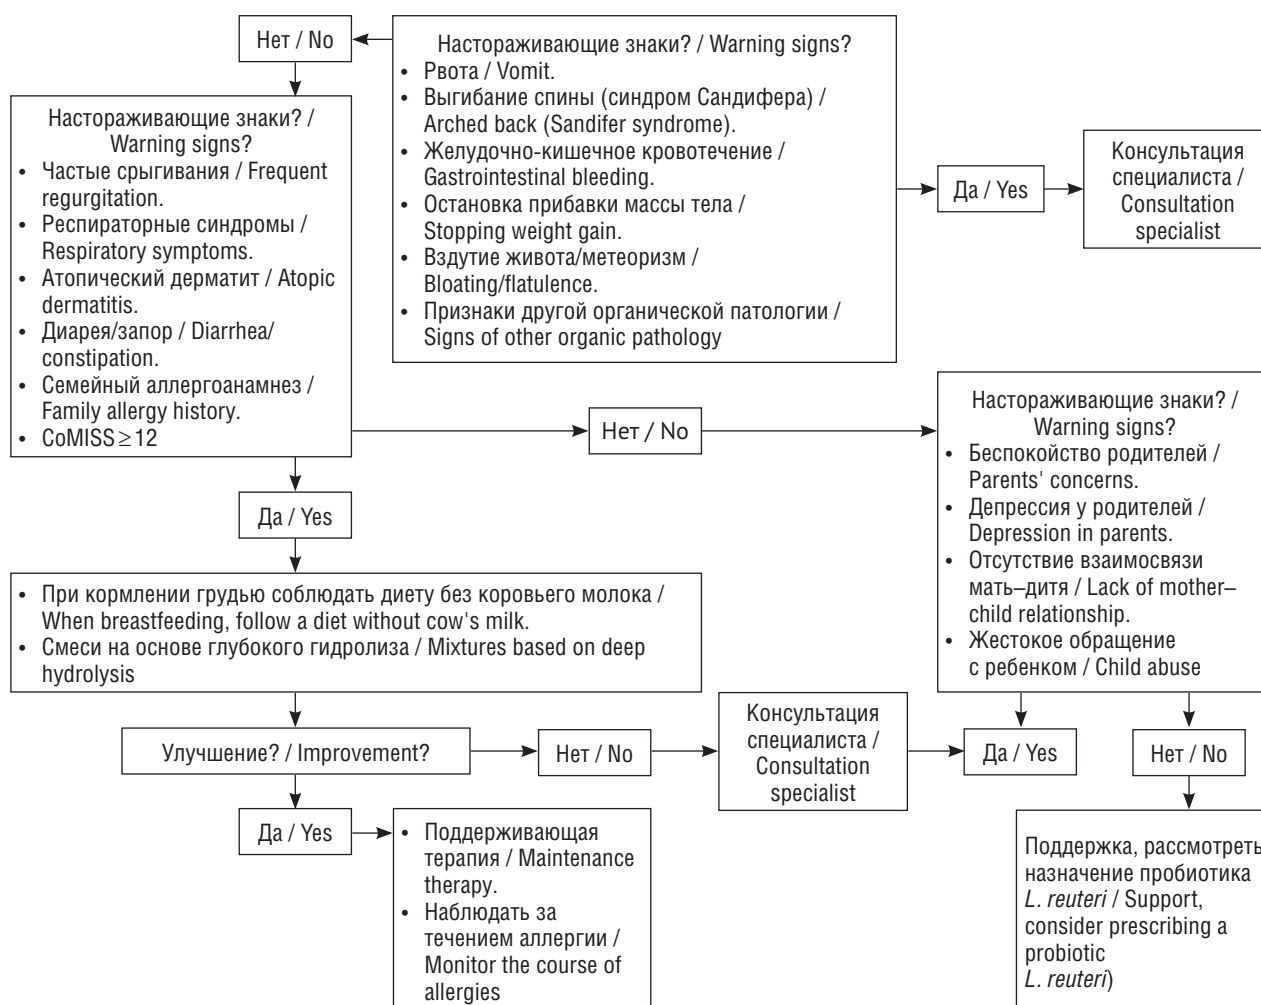 Нет / No
Настораживающие знаки? / Warning signs?
• Рвота / Vomit.
• Выгибание спины (синдром Сандифера) /
Arched back (Sandifer syndrome).
• Желудочно-кишечное кровотечение /
Gastrointestinal bleeding.
• Остановка прибавки массы тела /
Stopping weight gain.
• Вздутие живота/метеоризм /
Bloating/flatulence.
• Признаки другой органической патологии /
Signs of other organic pathology
Да / Yes
Консультация
специалиста /
Consultation
specialist
Настораживающие знаки? /
Warning signs?
• Частые срыгивания / Frequent
regurgitation.
• Респираторные синдромы /
Respiratory symptoms.
• Атопический дерматит / Atopic
dermatitis.
• Диарея/запор / Diarrhea/
constipation.
• Семейный аллергоанамнез /
Family allergy history.
• CoMISS ≥ 12
Нет / No
Настораживающие знаки? /
Warning signs?
• Беспокойство родителей /
Parents' concerns.
• Депрессия у родителей /
Depression in parents.
• Отсутствие взаимосвязи
мать–дитя / Lack of mother–
child relationship.
• Жестокое обращение
с ребенком / Child abuse
Да / Yes
• При кормлении грудью соблюдать диету без коровьего молока /
When breastfeeding, follow a diet without cow's milk.
• Смеси на основе глубокого гидролиза / Mixtures based on deep
hydrolysis
Улучшение? / Improvement?
Нет / No
Консультация
специалиста /
Consultation
specialist
Да / Yes
Нет / No
Да / Yes
• Поддерживающая
терапия / Maintenance
therapy.
• Наблюдать за
течением аллергии /
Monitor the course of
allergies
Поддержка, рассмотреть
назначение пробиотика
L. reuteri / Support,
consider prescribing a
probiotic
L. reuteri)